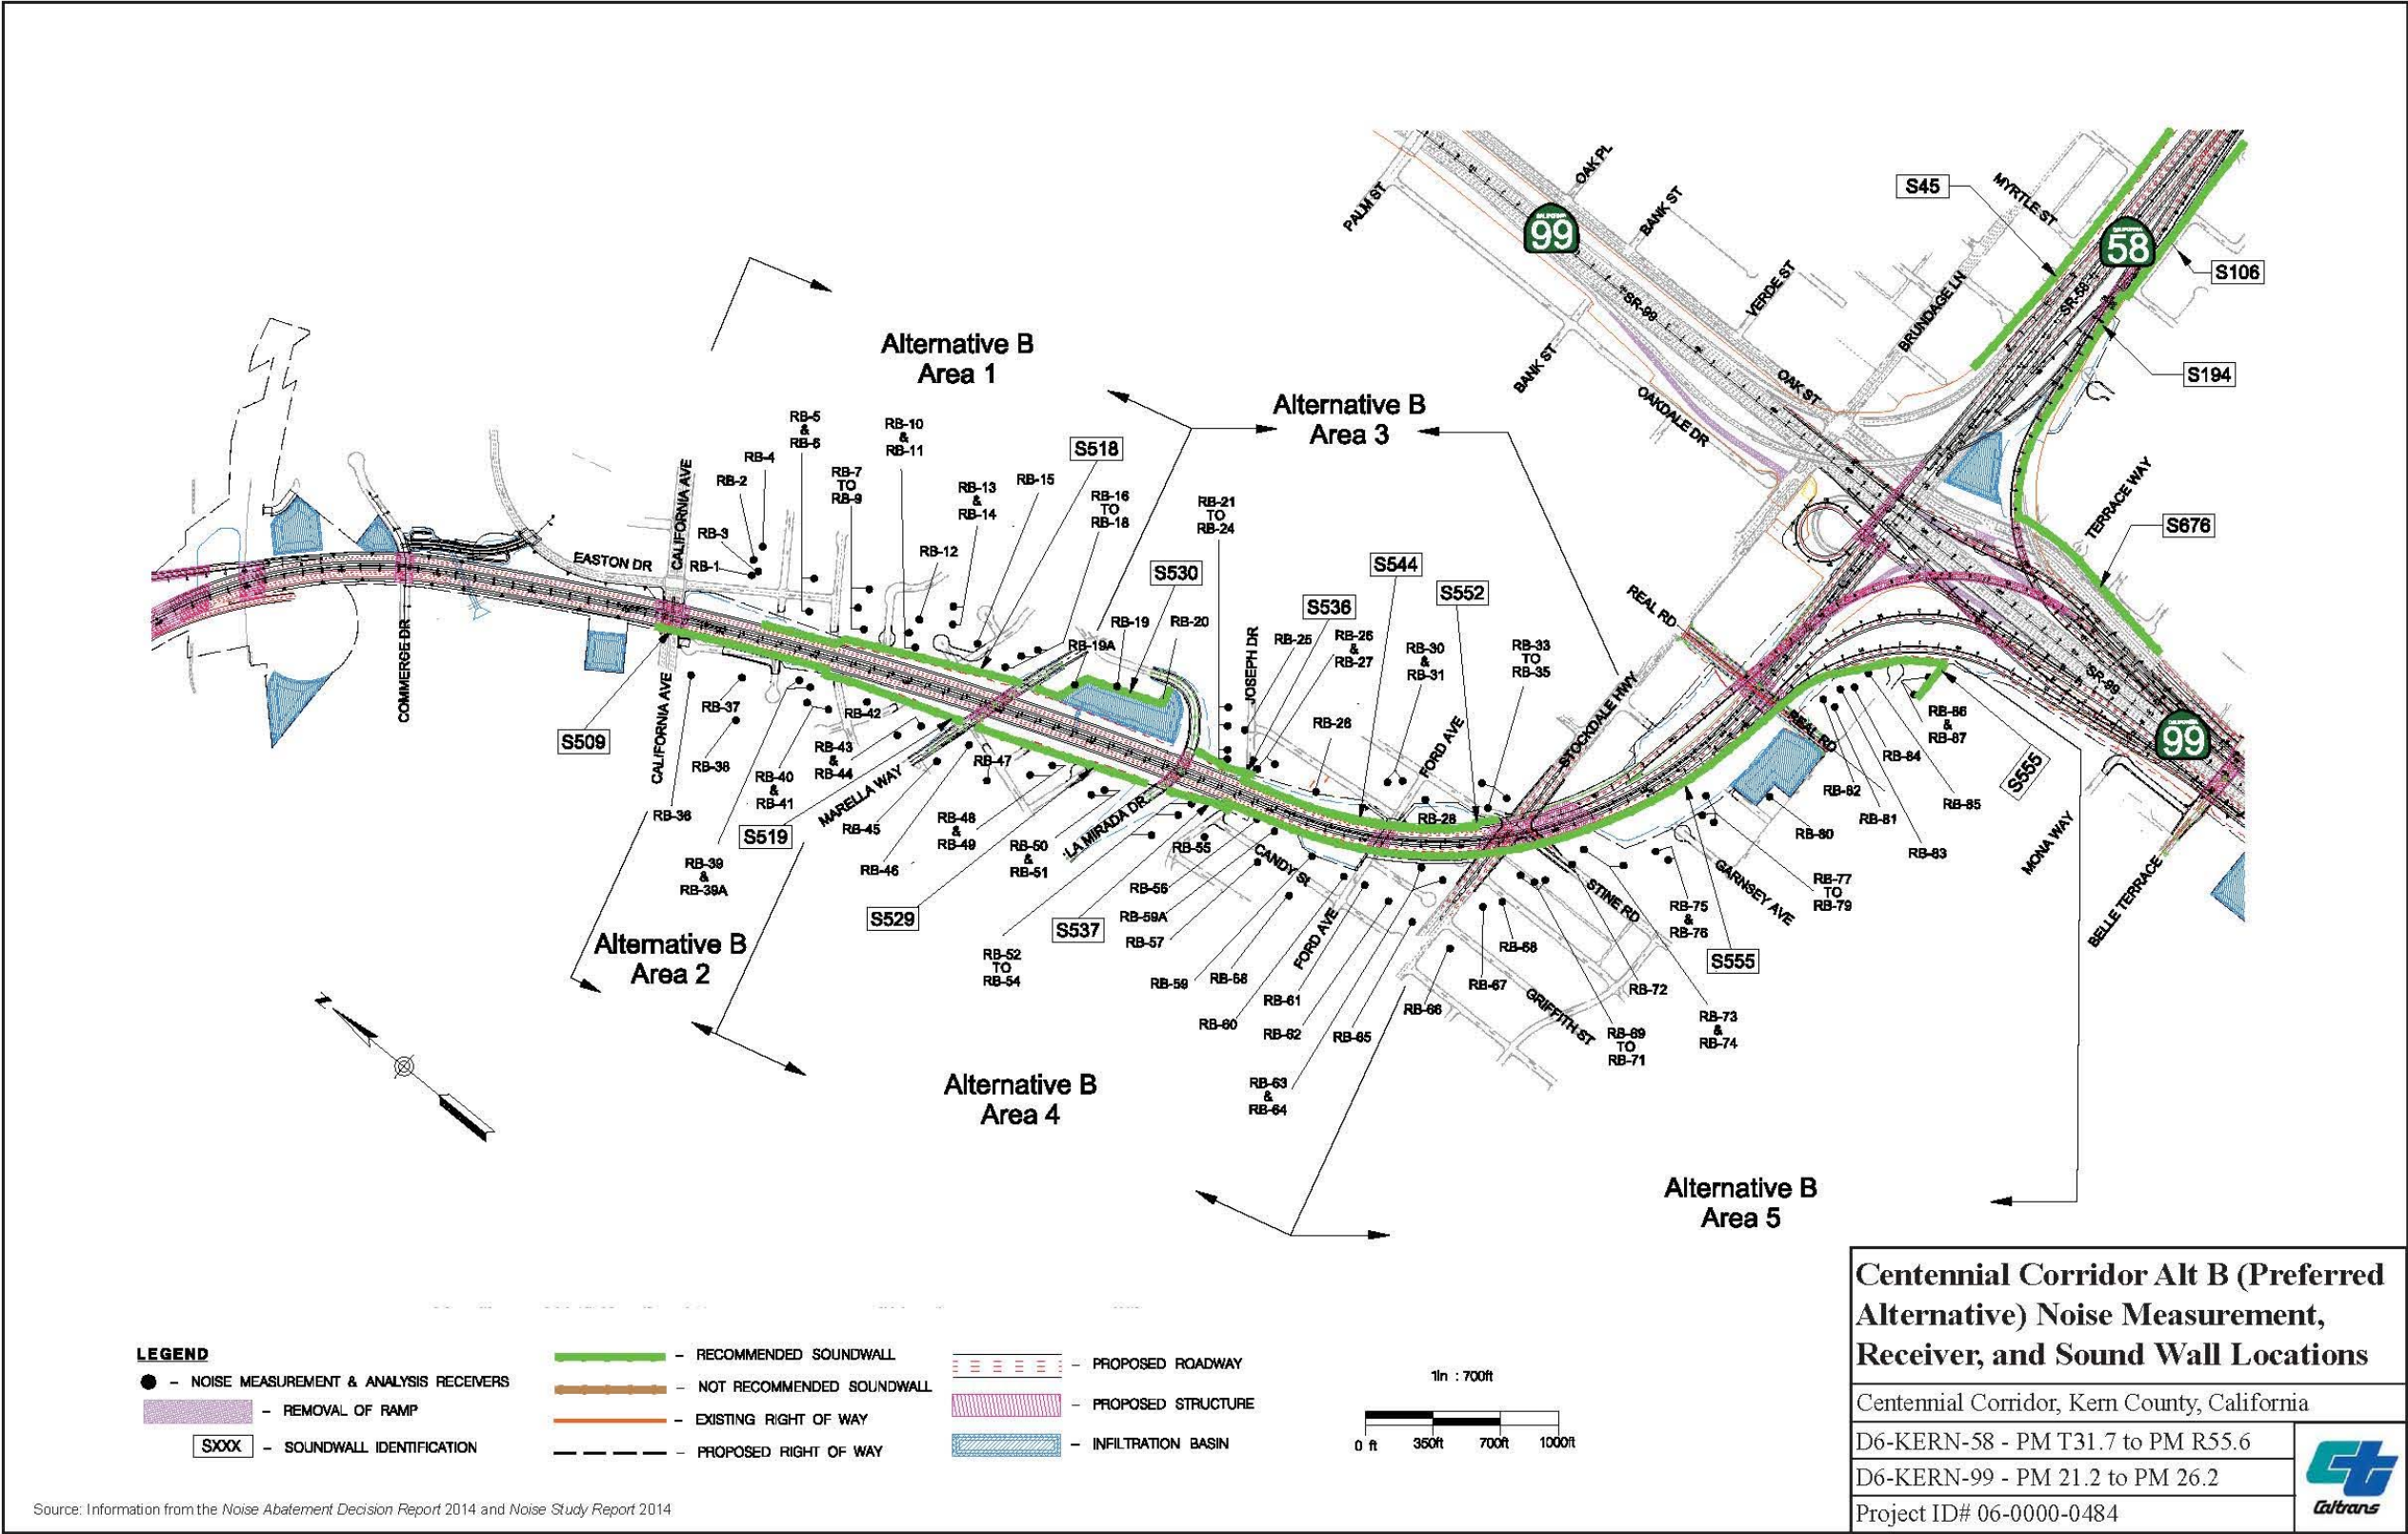 PALM ST
OAK PL
BANK ST
CALIFORNIA
99
SR-99
VERDE ST
BANK ST
OAKDALE DR
OAK ST
BRUNDAGE LN
MYRTLE ST
S45
58
SR-58
S106
S194
TERRACE WAY
S676
Alternative B
Area 1
Alternative B
Area 3
RB-5
&
RB-6
RB-10
&
RB-11
RB-4
RB-2
RB-7
TO
RB-9
S518
RB-13
&
RB-14
RB-15
RB-16
TO
RB-18
RB-21
TO
RB-24
RB-3
RB-1
CALIFORNIA AVE
EASTON DR
RB-12
S530
RB-19
RB-20
RB-19A
S544
S552
S536
JOSEPH DR
RB-25
RB-26
&
RB-27
RB-30
&
RB-31
RB-33
TO
RB-35
REAL RD
COMMERCE DR
CALIFORNIA AVE
S509
RB-37
RB-38
RB-36
RB-42
RB-40
&
RB-41
RB-43
&
RB-44
RB-39
&
RB-39A
S519
MARELLA WAY
RB-45
RB-46
RB-47
RB-48
&
RB-49
RB-50
&
RB-51
LA MIRADA DR.
RB-26
FORD AVE
RB-28
STOCKDALE HWY
REAL RD
SR-99
99
RB-86
&
RB-87
RB-84
RB-82
RB-85
RB-81
RB-80
RB-83
S555
MONA WAY
BELLE TERRACE
RB-55
CANDY St
RB-56
RB-59A
RB-57
S529
S537
RB-52
TO
RB-54
RB-59
RB-58
RB-60
RB-61
RB-62
FORD AVE
RB-65
RB-63
&
RB-64
RB-66
RB-67
RB-68
STINE RD
GRIFFITH ST
GARNSEY AVE
RB-75
&
RB-76
RB-77
TO
RB-79
S555
RB-72
RB-73
&
RB-74
RB-69
TO
RB-71
Alternative B
Area 2
Alternative B
Area 4
Alternative B
Area 5
N
LEGEND
- NOISE MEASUREMENT & ANALYSIS RECEIVERS
- REMOVAL OF RAMP
SXXX - SOUNDWALL IDENTIFICATION
- RECOMMENDED SOUNDWALL
- NOT RECOMMENDED SOUNDWALL
- EXISTING RIGHT OF WAY
- PROPOSED RIGHT OF WAY
- PROPOSED ROADWAY
- PROPOSED STRUCTURE
- INFILTRATION BASIN
1in : 700ft
0 ft 350ft 700ft 1000ft
Source: Information from the Noise Abatement Decision Report 2014 and Noise Study Report 2014
Centennial Corridor Alt B (Preferred
Alternative) Noise Measurement,
Receiver, and Sound Wall Locations
Centennial Corridor, Kern County, California
D6-KERN-58 - PM T31.7 to PM R55.6
D6-KERN-99 - PM 21.2 to PM 26.2
Project ID# 06-0000-0484
Caltrans